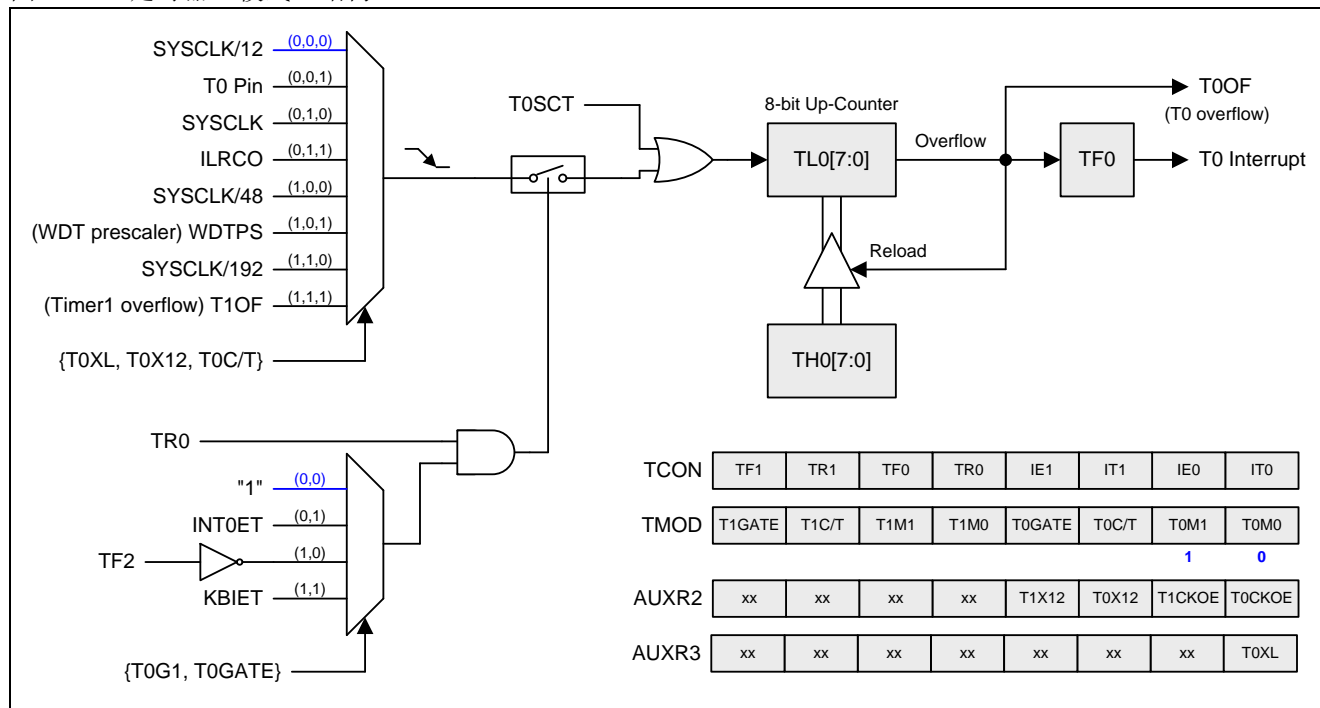 SYSCLK/12 (0,0,0)
T0 Pin (0,0,1)
SYSCLK (0,1,0)
ILRCO (0,1,1)
SYSCLK/48 (1,0,0)
(WDT prescaler) WDTPS (1,0,1)
SYSCLK/192 (1,1,0)
(Timer1 overflow) T1OF (1,1,1)
{T0XL, T0X12, T0C/T}
T0SCT
8-bit Up-Counter
TL0[7:0]
Overflow
T0OF
(T0 overflow)
TF0
T0 Interrupt
Reload
TH0[7:0]
TR0
"1" (0,0)
INT0ET (0,1)
TF2 (1,0)
KBIET (1,1)
{T0G1, T0GATE}
TCON TF1 TR1 TF0 TR0 IE1 IT1 IE0 IT0
TMOD T1GATE T1C/T T1M1 T1M0 T0GATE T0C/T T0M1 T0M0
1 0
AUXR2 xx xx xx xx T1X12 T0X12 T1CKOE T0CKOE
AUXR3 xx xx xx xx xx xx xx T0XL